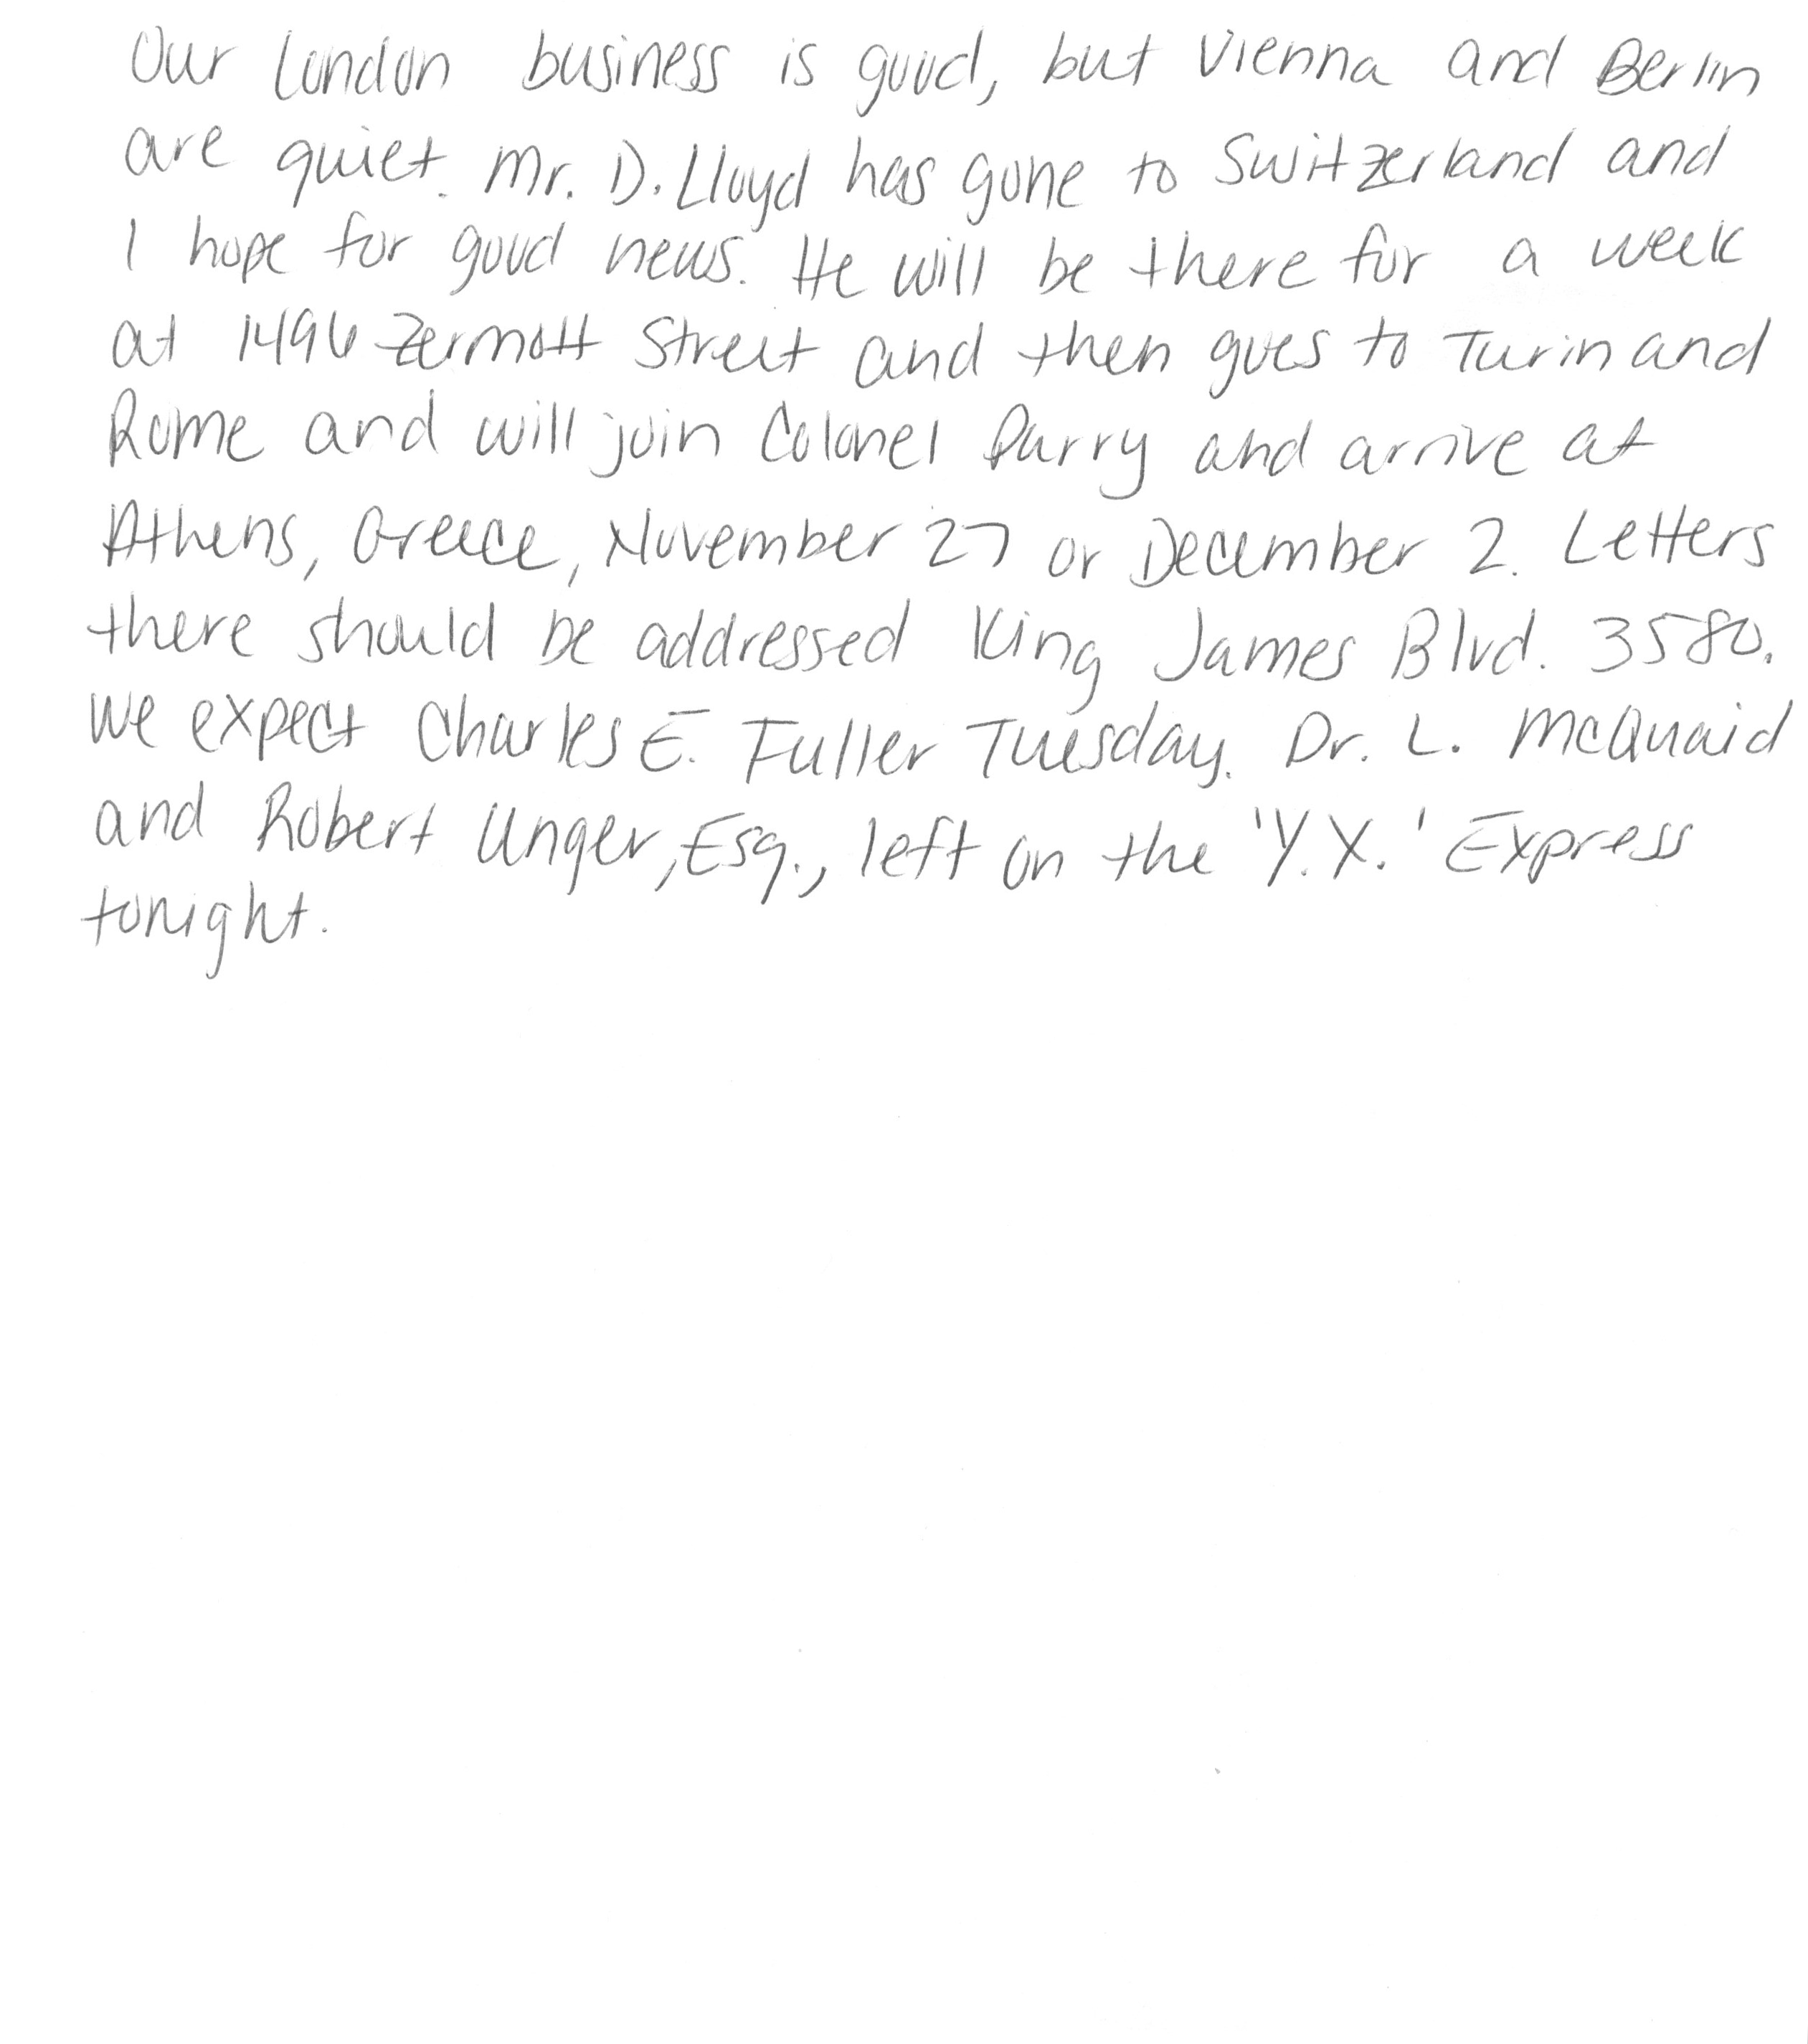 Our London business is good, but Vienna and Berlin
are quiet. Mr. D. Lloyd has gone to Switzerland and
I hope for good news. He will be there for a week
at 1496 Zermott Street and then goes to Turin and
Rome and will join Colonel Parry and arrive at
Athens, Greece, November 27 or December 2. Letters
there should be addressed King James Blvd. 3580.
We expect Charles E. Fuller Tuesday. Dr. L. McQuaid
and Robert Unger, Esq., left on the 'Y.X.' Express
tonight.